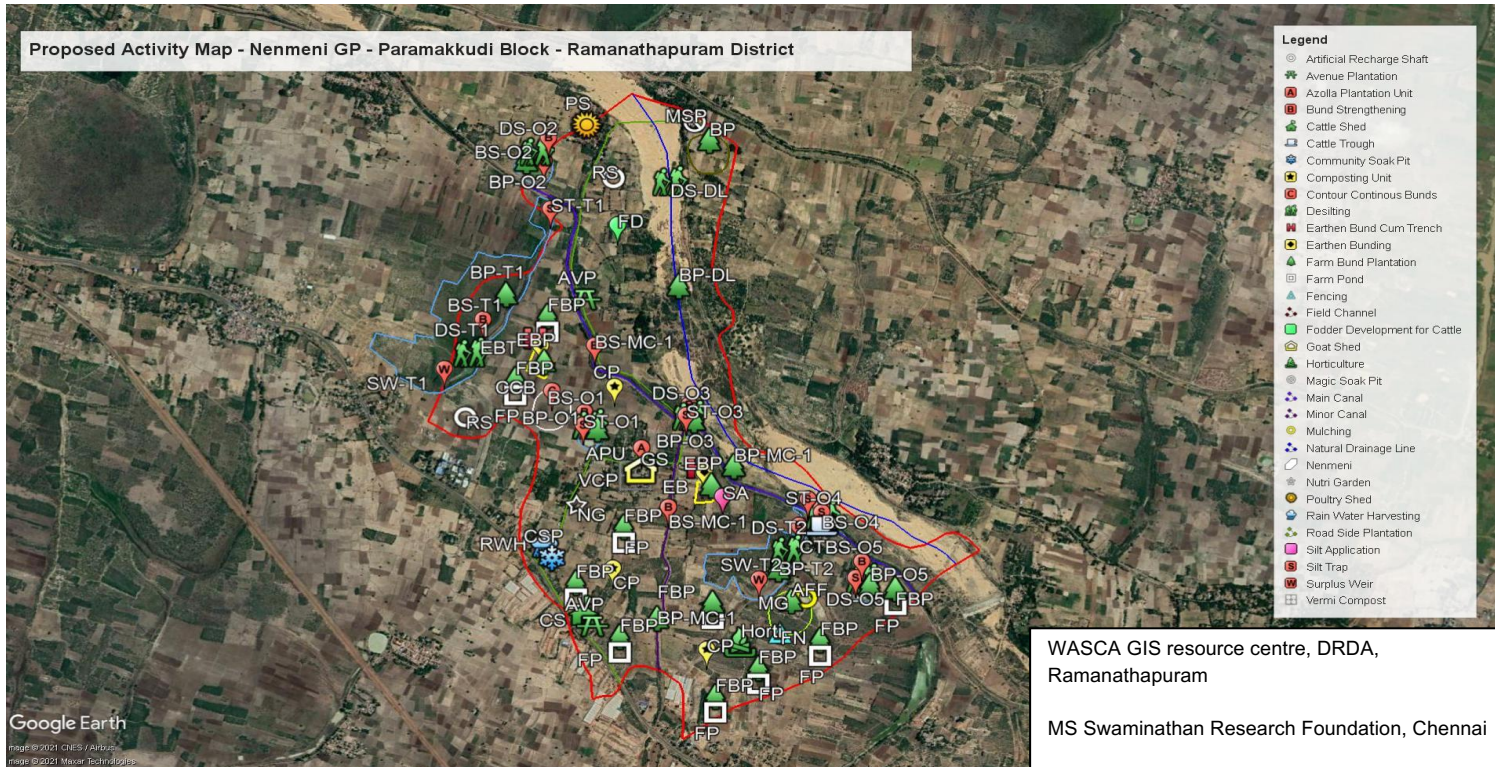 Proposed Activity Map - Nenmeni GP - Paramakkudi Block - Ramanathapuram District
Legend
Artificial Recharge Shaft
Avenue Plantation
A Azolla Plantation Unit
B Bund Strengthening
Cattle Shed
Cattle Trough
Community Soak Pit
Composting Unit
C Contour Continous Bunds
Desilting
Earthen Bund Cum Trench
Earthen Bunding
Farm Bund Plantation
Farm Pond
Fencing
Field Channel
Fodder Development for Cattle
Goat Shed
Horticulture
Magic Soak Pit
Main Canal
Minor Canal
Mulching
Natural Drainage Line
Nenmeni
Nutri Garden
Poultry Shed
Rain Water Harvesting
Road Side Plantation
Silt Application
S Silt Trap
W Surplus Weir
Vermi Compost
PS
MSP
BP
DS-O2
BS-O2
BP-O2
RS
DS-DL
ST-T1
FD
BP-T1
AVP
BP-DL
BS-T1
B
FBP
DS-T1
EBT
EBP
BS-MC-1
W
SW-T1
FBP
CP
CCB
BS-O1
DS-O3
ST-O3
RS
FP
BP-O1
ST-O1
BP-O3
A
APU
GS
EBP
BP-MC-1
VCP
EB
SA
NG
B
BS-MC-1
FBP
ST-O4
BS-O4
DS-T2
RWH
CSP
FP
CT
BS-O5
B
SW-T2
W
BP-T2
S
BP-O5
FBP
CP
FBP
AFF
DS-O5
FBP
MG
AVP
CS
FBP
BP-MC-1
Horti
FN
FBP
FP
FP
CP
FBP
FP
FBP
FP
FP
Google Earth
Image © 2021 CNES / Airbus
Image © 2021 Maxar Technologies
WASCA GIS resource centre, DRDA,
Ramanathapuram
MS Swaminathan Research Foundation, Chennai